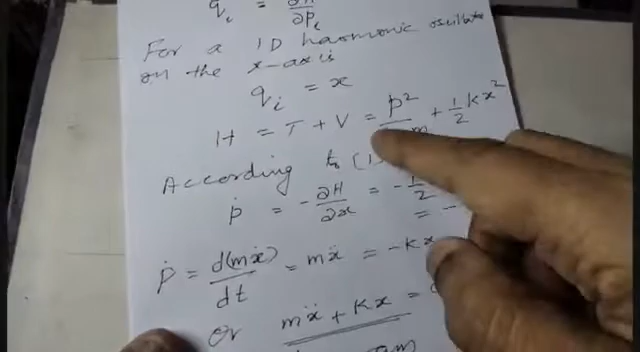 q̇ᵢ = ∂H/∂pᵢ
For a 1D harmonic oscillator
on the x-axis
qᵢ = x
H = T + V = p²/m + ½kx²
According to (1
ṗ = -∂H/∂x = -½
= -
Ṗ = d(mẋ)/dt = mẍ = -kx
Or mẍ + kx =